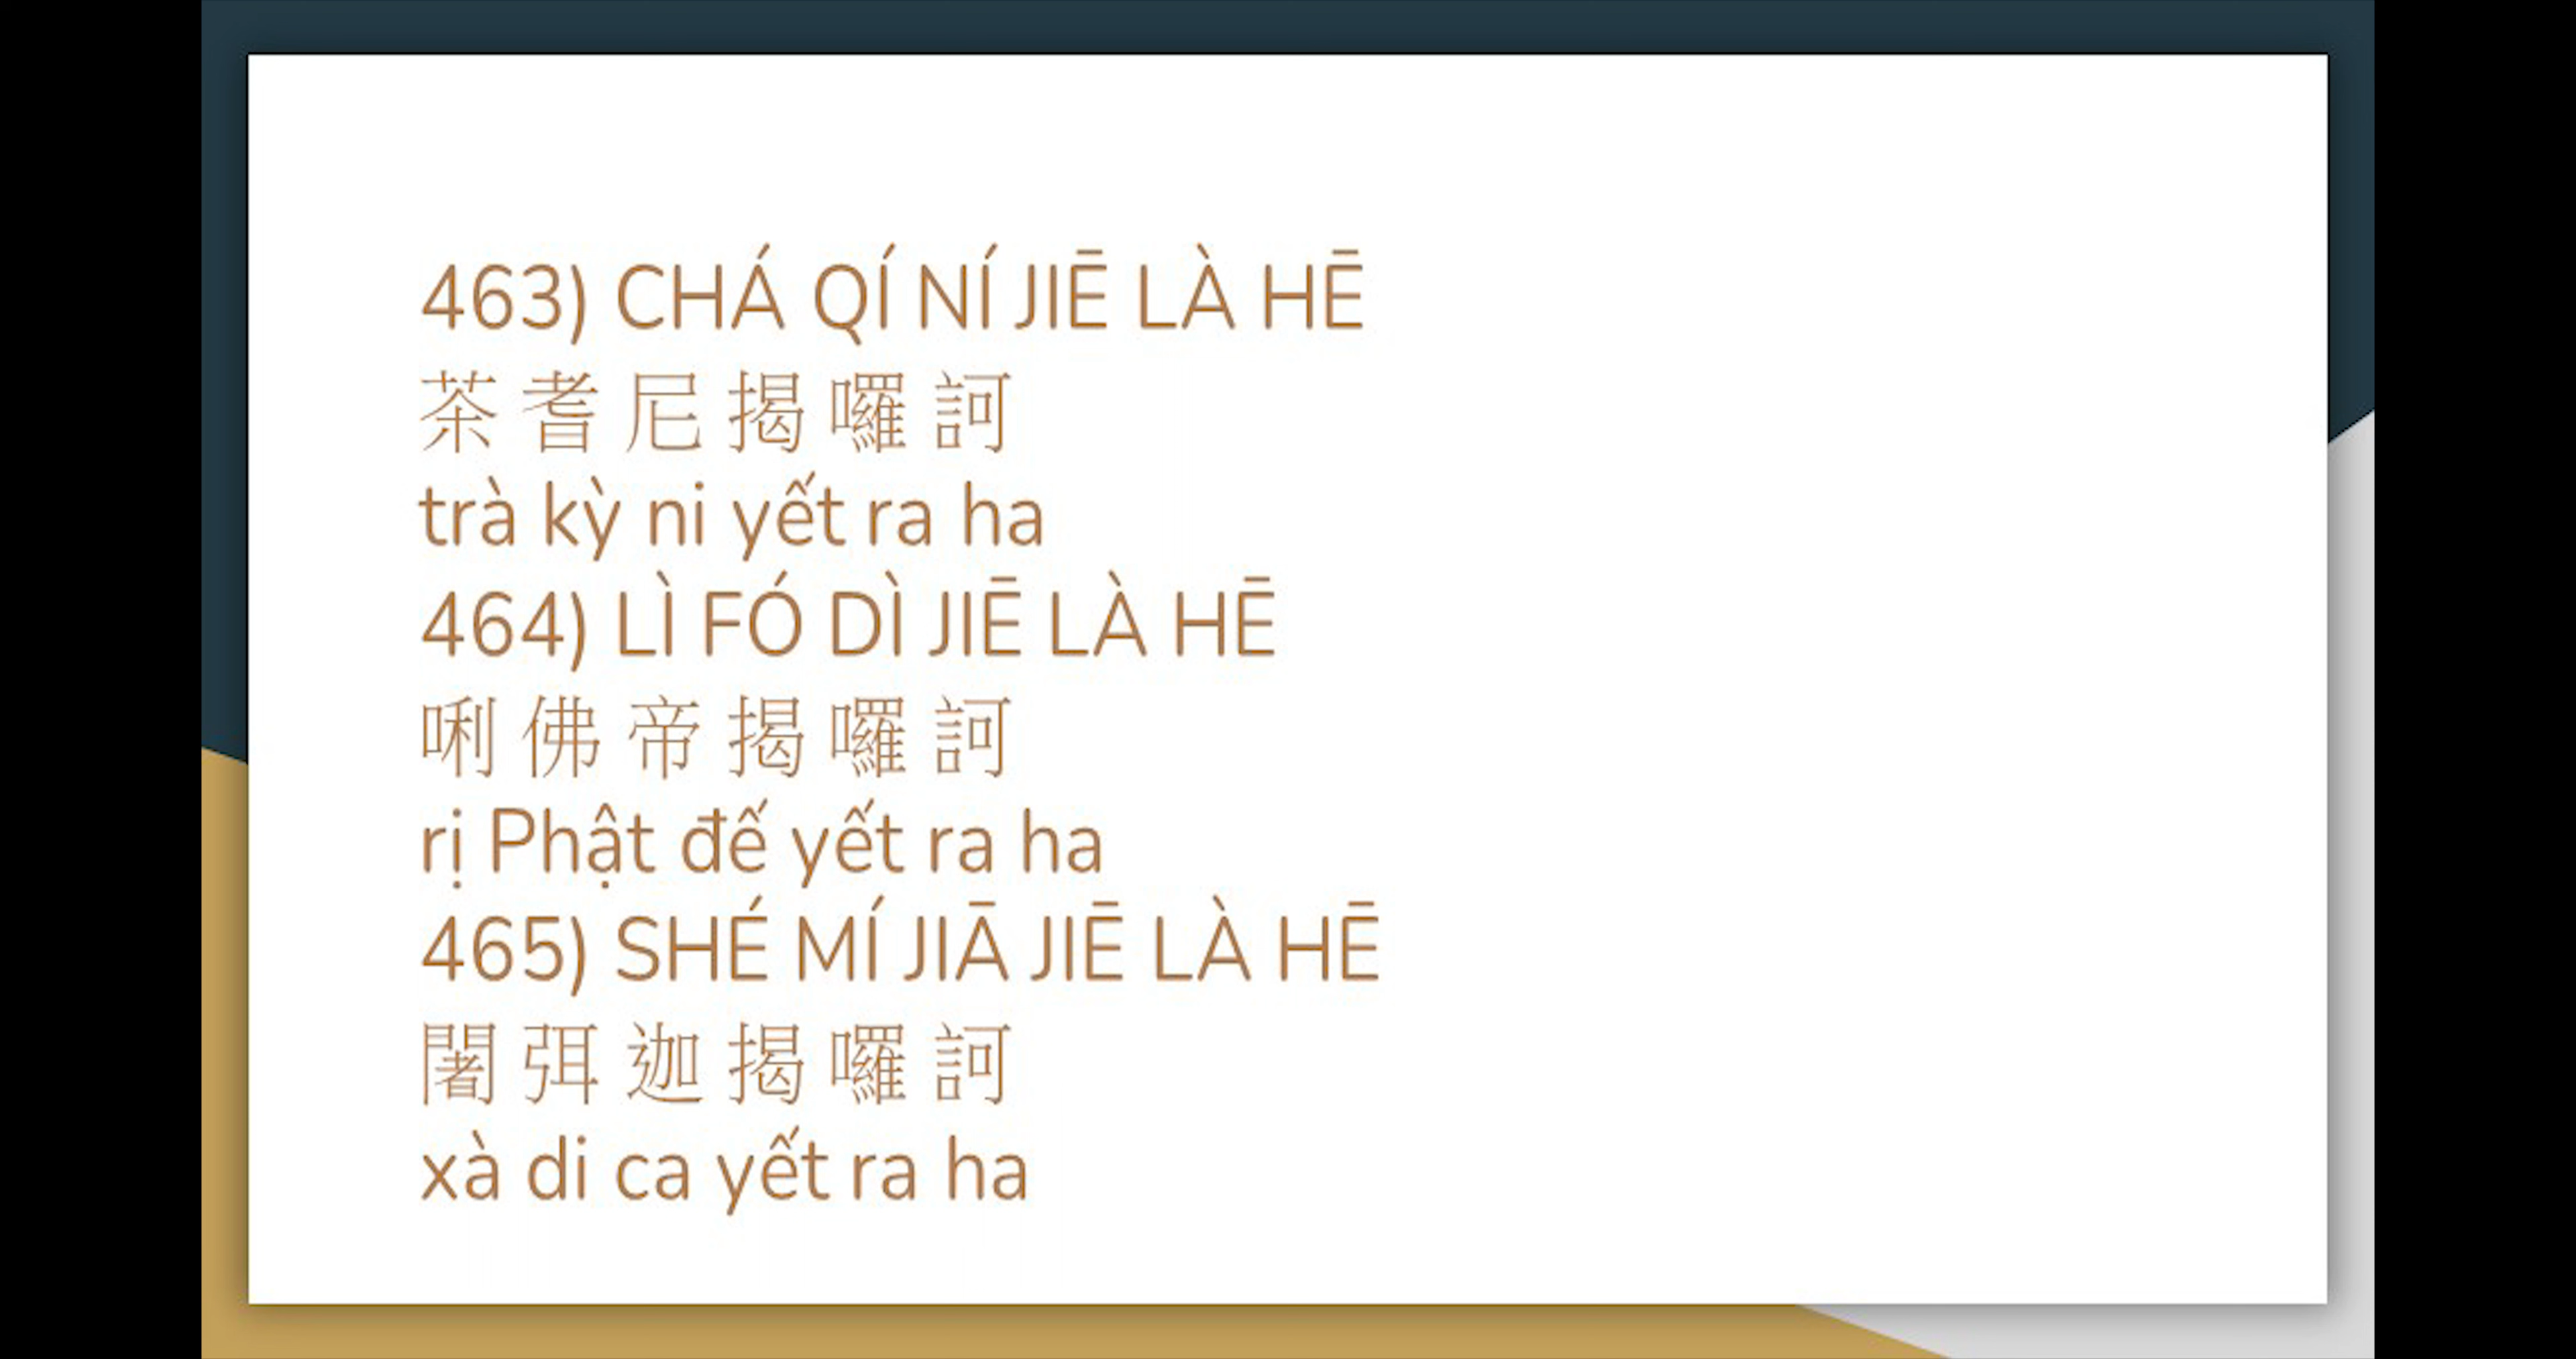 463) CHÁ QÍ NÍ JIĒ LÀ HĒ
茶 耆 尼 揭 囉 訶
trà kỳ ni yết ra ha
464) LÌ FÓ DÌ JIĒ LÀ HĒ
唎 佛 帝 揭 囉 訶
rị Phật đế yết ra ha
465) SHÉ MÍ JIĀ JIĒ LÀ HĒ
闍 弭 迦 揭 囉 訶
xà di ca yết ra ha